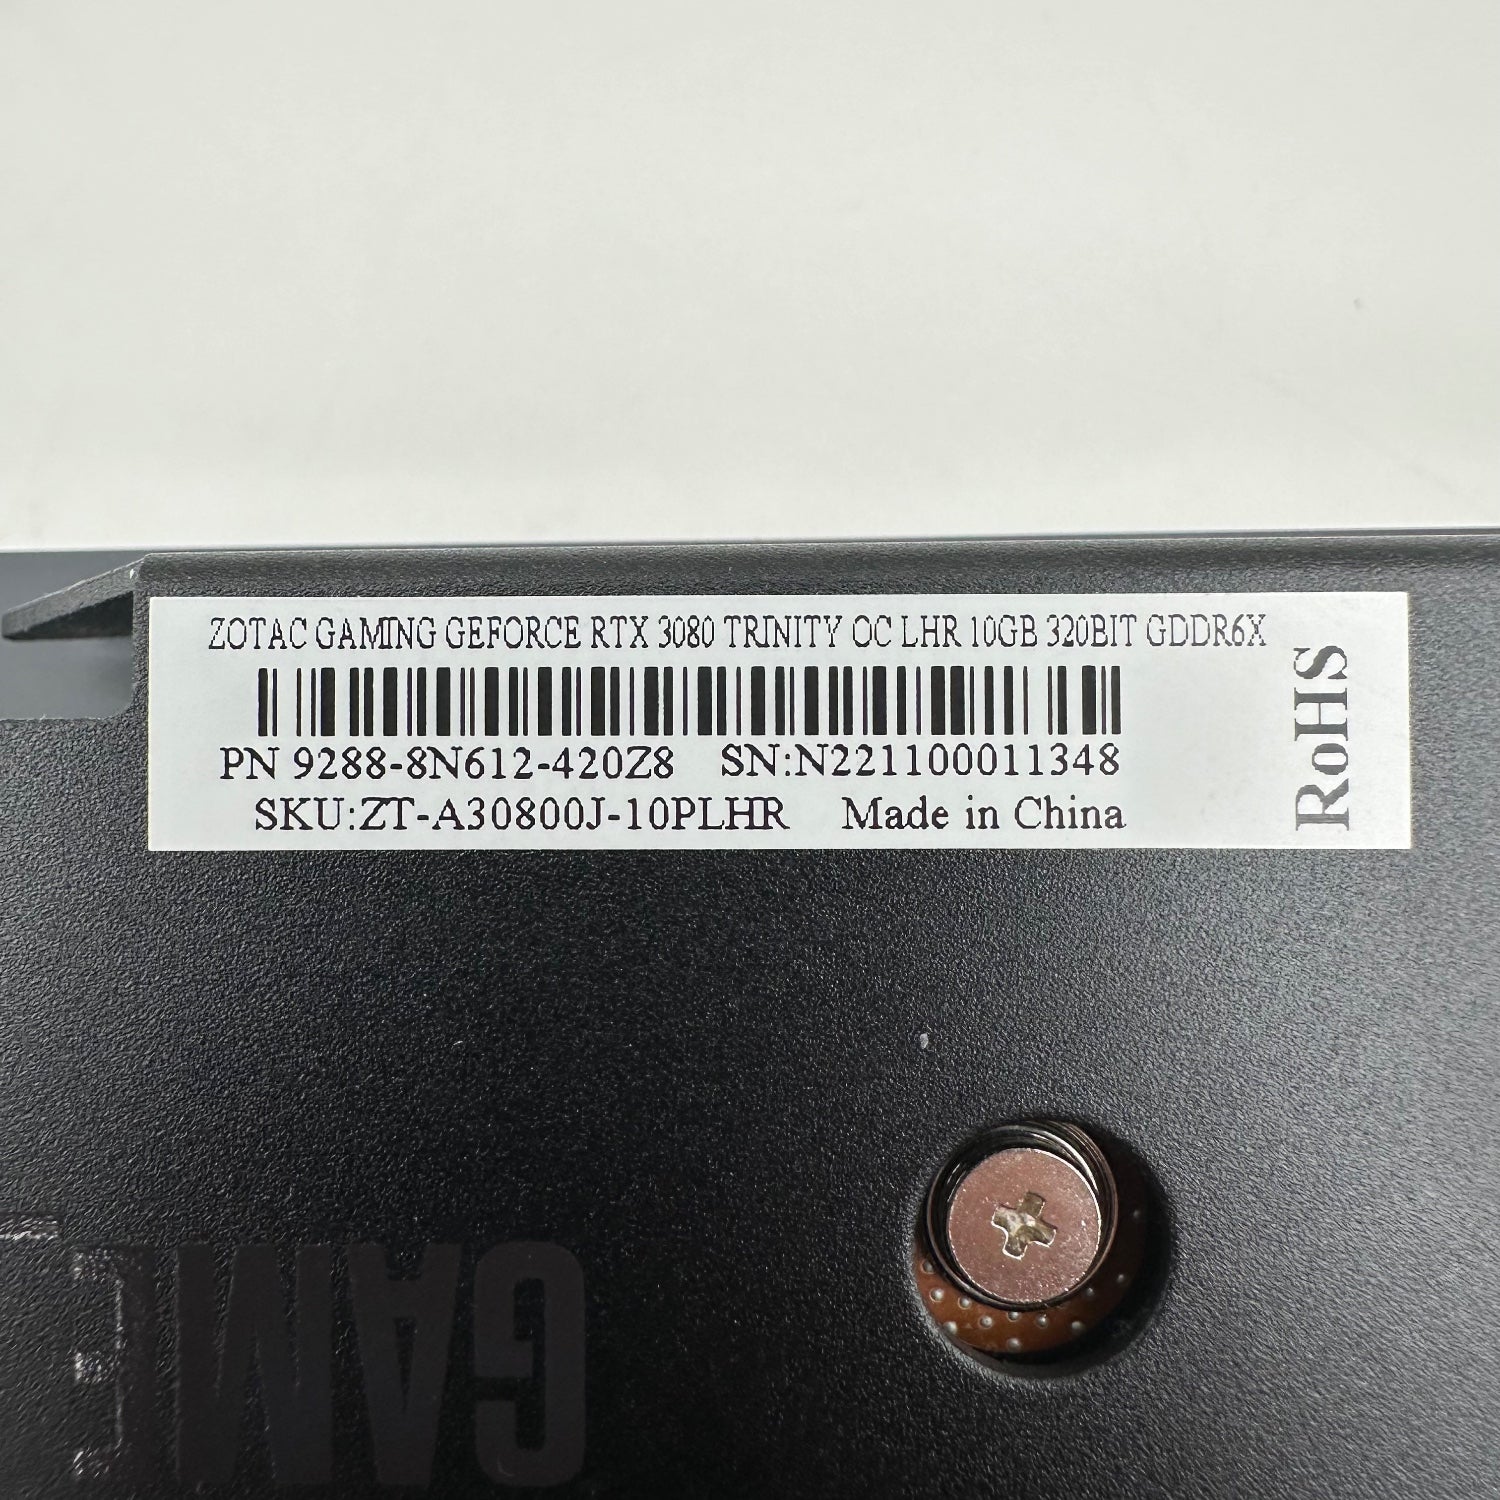 ZOTAC GAMING GEFORCE RTX 3080 TRINITY OC LHR 10GB 320BIT GDDR6X
PN 9288-8N612-420Z8 SN:N221100011348
SKU:ZT-A30800J-10PLHR Made in China
RoHS
GAME